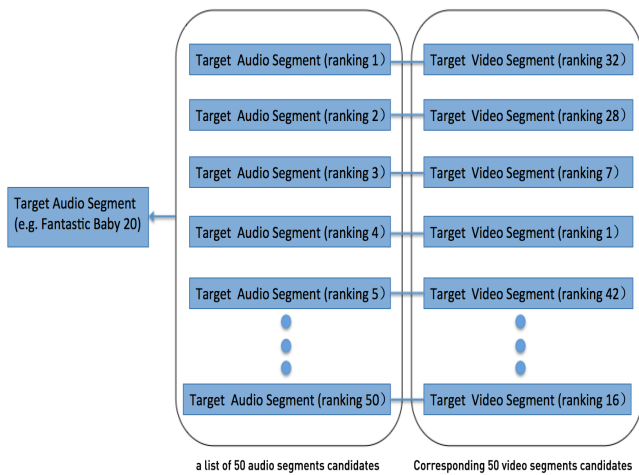 Target Audio Segment (ranking 1)
Target Video Segment (ranking 32)
Target Audio Segment (ranking 2)
Target Video Segment (ranking 28)
Target Audio Segment (ranking 3)
Target Video Segment (ranking 7)
Target Audio Segment
(e.g. Fantastic Baby 20)
Target Audio Segment (ranking 4)
Target Video Segment (ranking 1)
Target Audio Segment (ranking 5)
Target Video Segment (ranking 42)
Target Audio Segment (ranking 50)
Target Video Segment (ranking 16)
a list of 50 audio segments candidates
Corresponding 50 video segments candidates